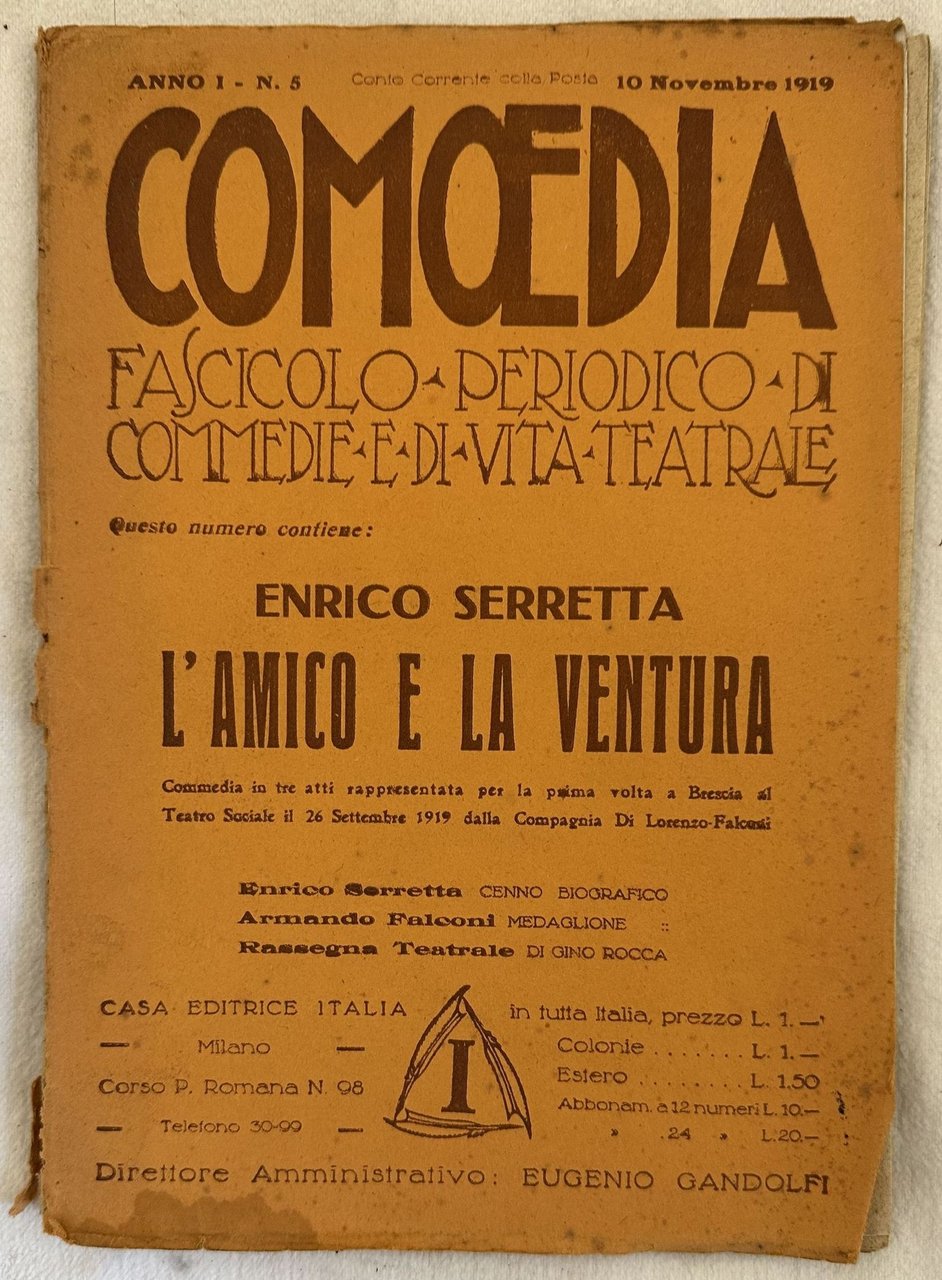 ANNO I - N. 5 Conto Corrente colla Posta 10 Novembre 1919
COMŒDIA
FASCICOLO ▴ PERIODICO ▴ DI
COMMEDIE ▴ E ▴ DI ▴ VITA ▴ TEATRALE
Questo numero contiene:
ENRICO SERRETTA
L'AMICO E LA VENTURA
Commedia in tre atti rappresentata per la prima volta a Brescia al
Teatro Sociale il 26 Settembre 1919 dalla Compagnia Di Lorenzo-Falconi
Enrico Serretta CENNO BIOGRAFICO
Armando Falconi MEDAGLIONE ::
Rassegna Teatrale DI GINO ROCCA
CASA EDITRICE ITALIA
— Milano —
Corso P. Romana N. 98
— Telefono 30-99 —
I
in tutta Italia, prezzo L. 1.—
Colonie . . . . . . . L. 1.—
Estero . . . . . . . . L. 1.50
Abbonam. a 12 numeri L. 10.—
» .24 » L.20.—
Direttore Amministrativo: EUGENIO GANDOLFI